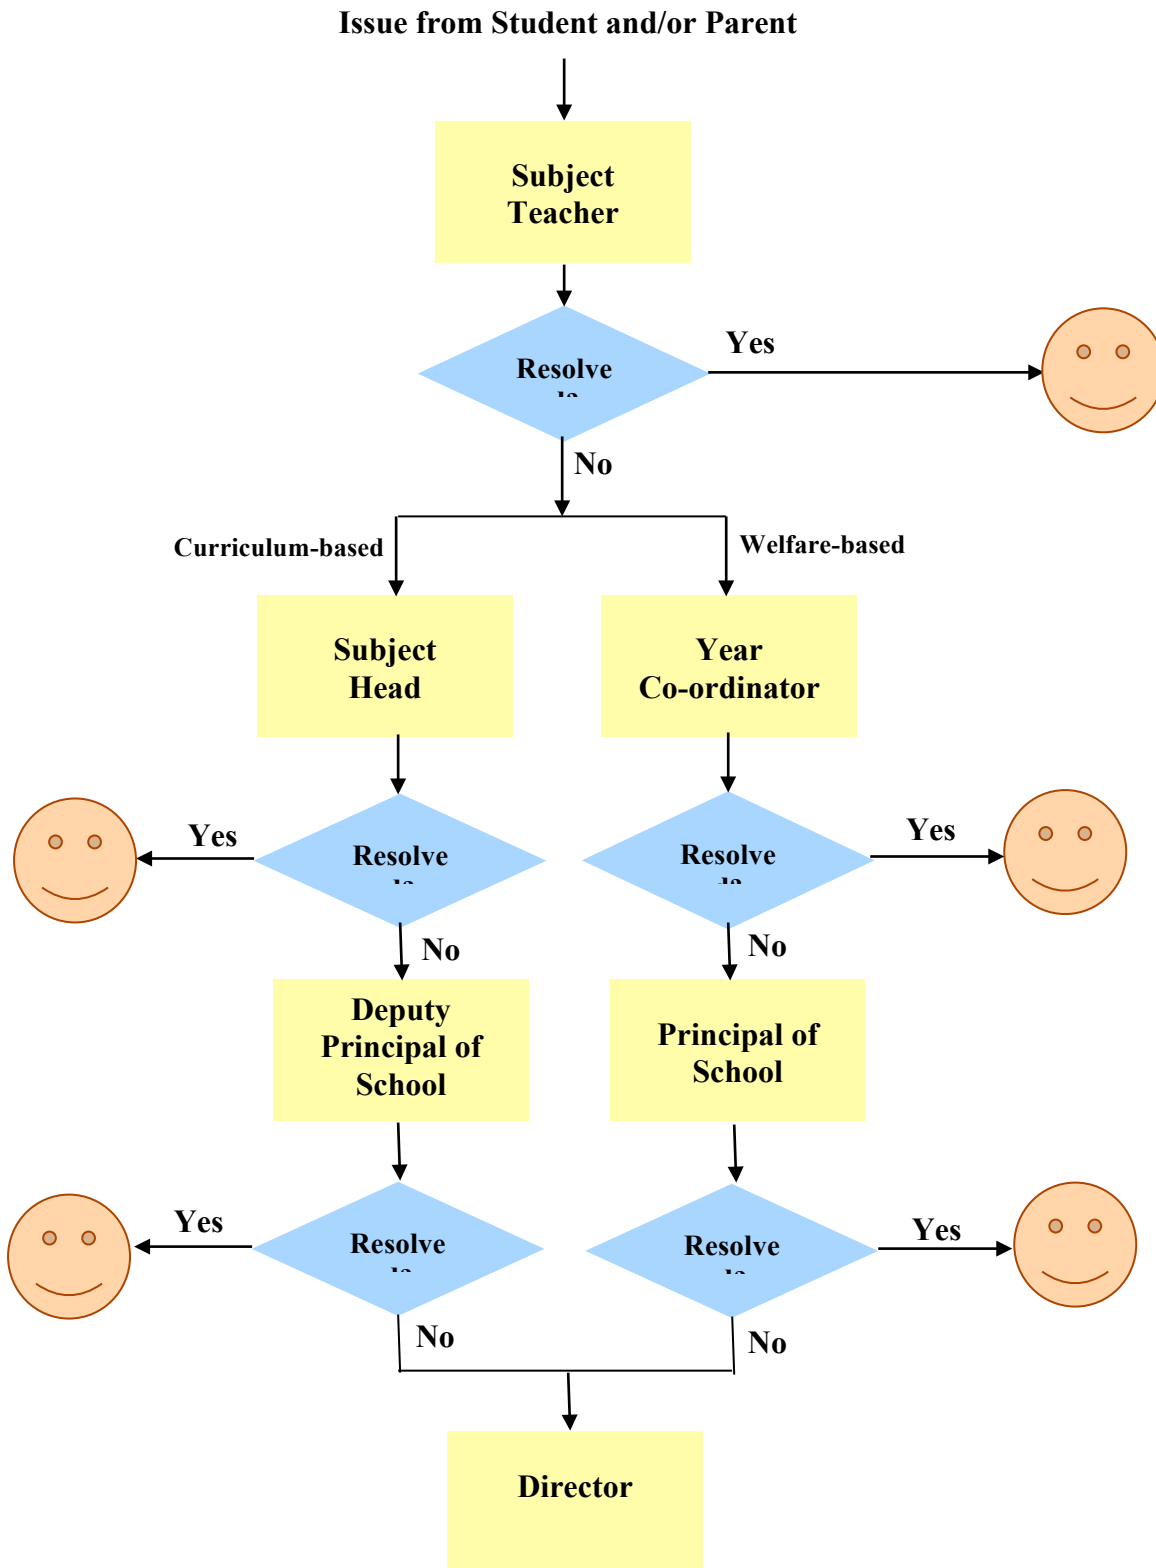 Issue from Student and/or Parent
Subject
Teacher
Yes
Resolve
d?
No
Curriculum-based
Welfare-based
Subject
Head
Year
Co-ordinator
Yes
Resolve
d?
Resolve
d?
Yes
No
No
Deputy
Principal of
School
Principal of
School
Yes
Resolve
d?
Resolve
d?
Yes
No
No
Director